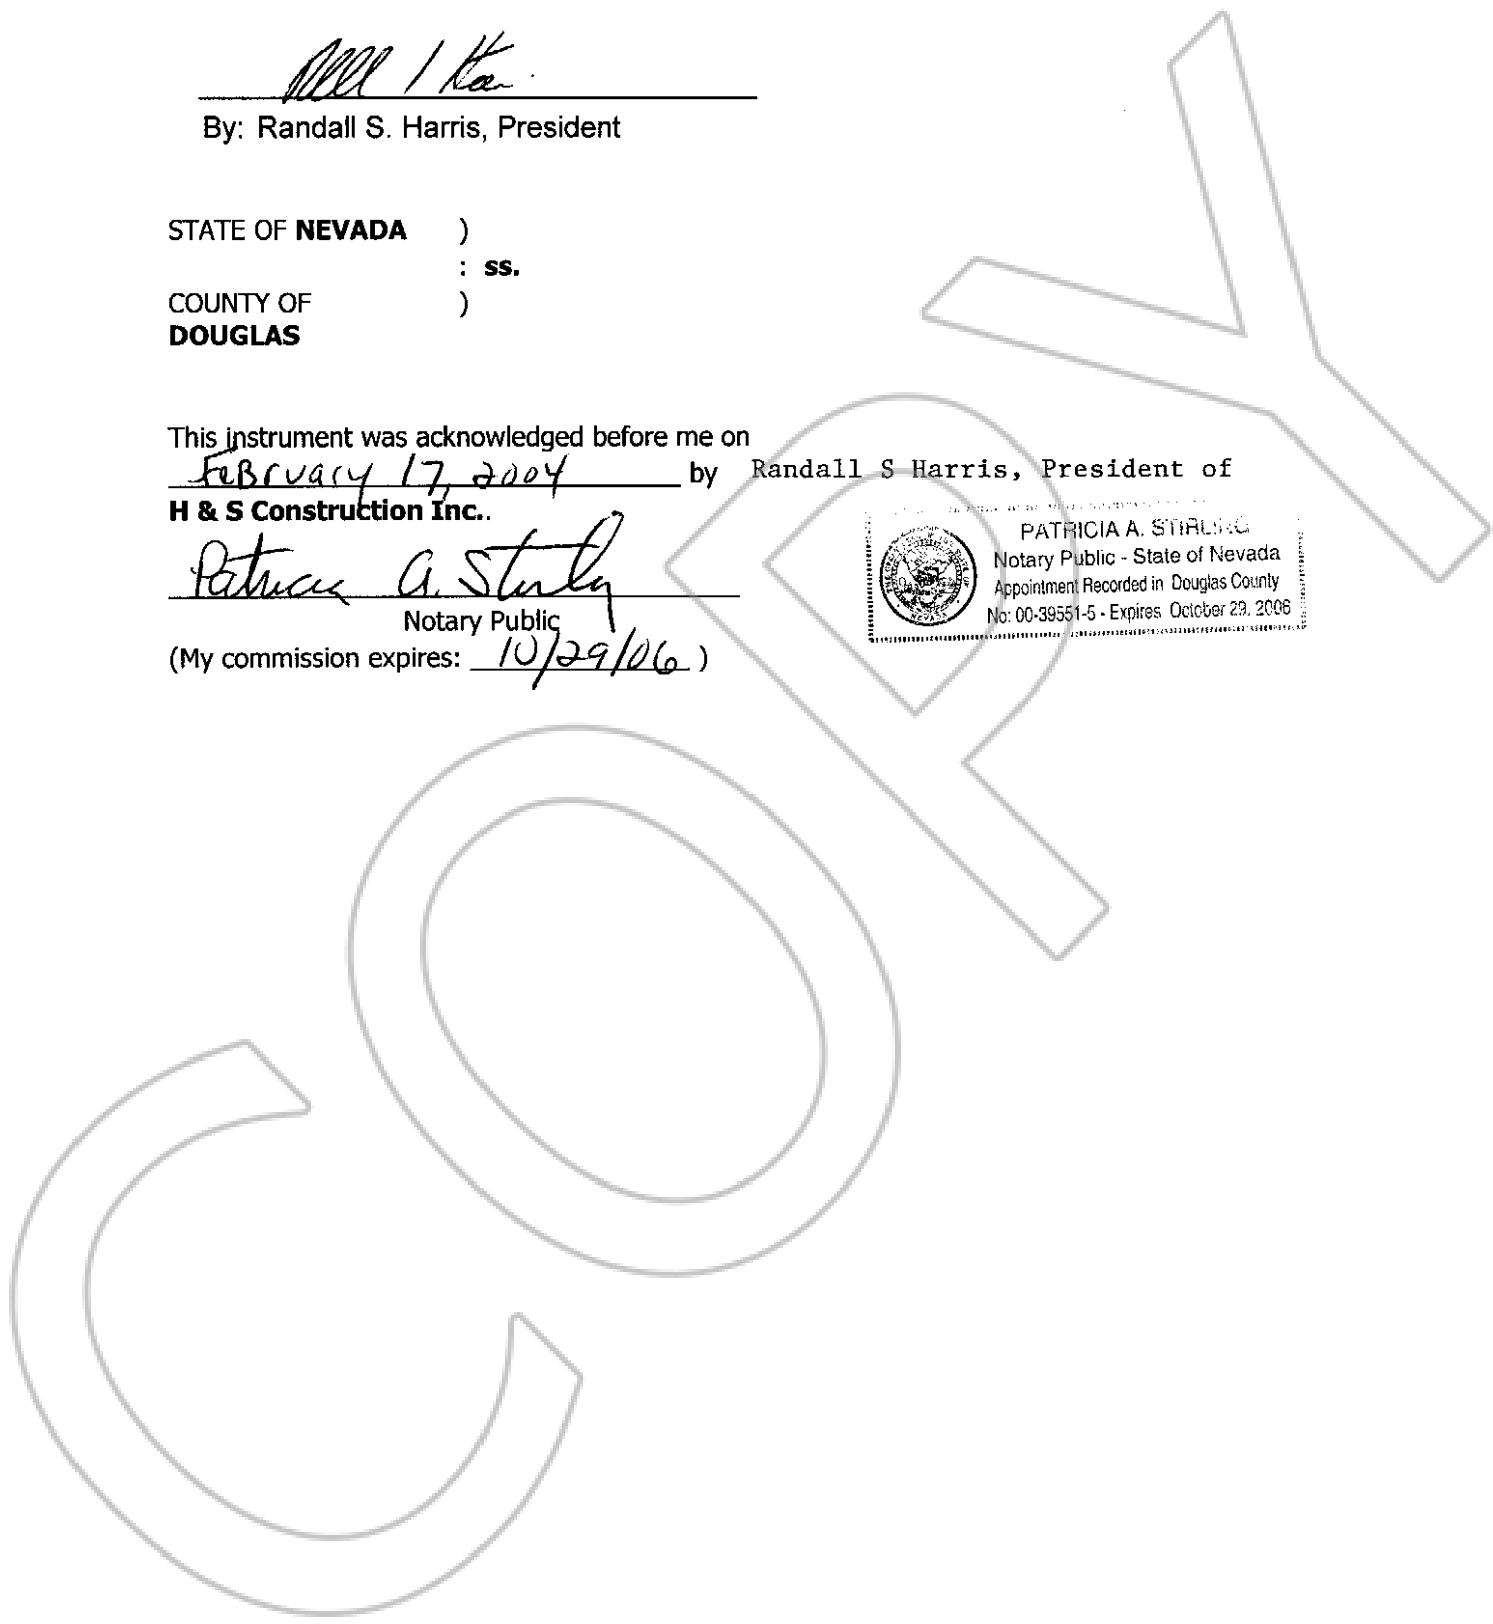 By: Randall S. Harris, President
STATE OF NEVADA )
: ss.
COUNTY OF )
DOUGLAS
This instrument was acknowledged before me on
FeBruary 17, 2004 by Randall S Harris, President of
H & S Construction Inc..
Patricia A. Stirling
Notary Public
(My commission expires: 10/29/06 )
PATRICIA A. STIRLING
Notary Public - State of Nevada
Appointment Recorded in Douglas County
No: 00-39551-5 - Expires October 29, 2006
NEVADA
COPY